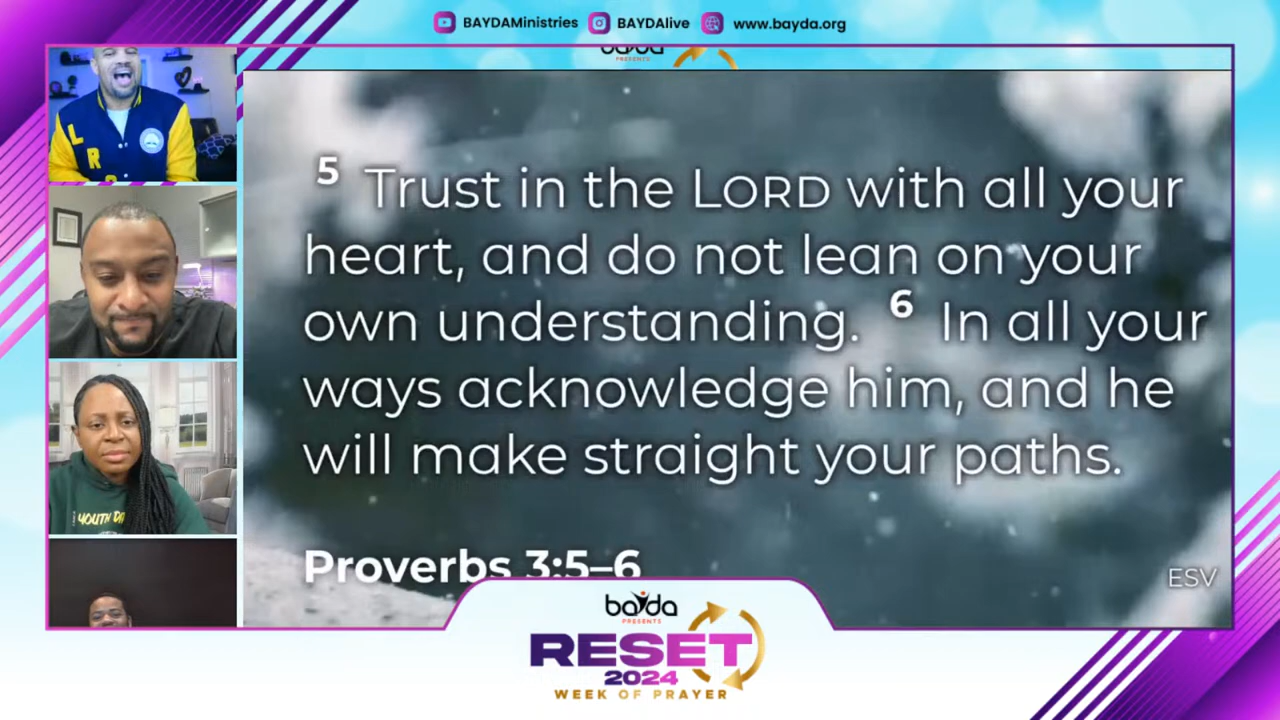 BAYDAMinistries BAYDAlive www.bayda.org
PRESENTS
L
R
YOUTH
5 Trust in the LORD with all your
heart, and do not lean on your
own understanding. 6 In all your
ways acknowledge him, and he
will make straight your paths.
Proverbs 3:5–6
ESV
bayda
PRESENTS
RESET
2024
WEEK OF PRAYER